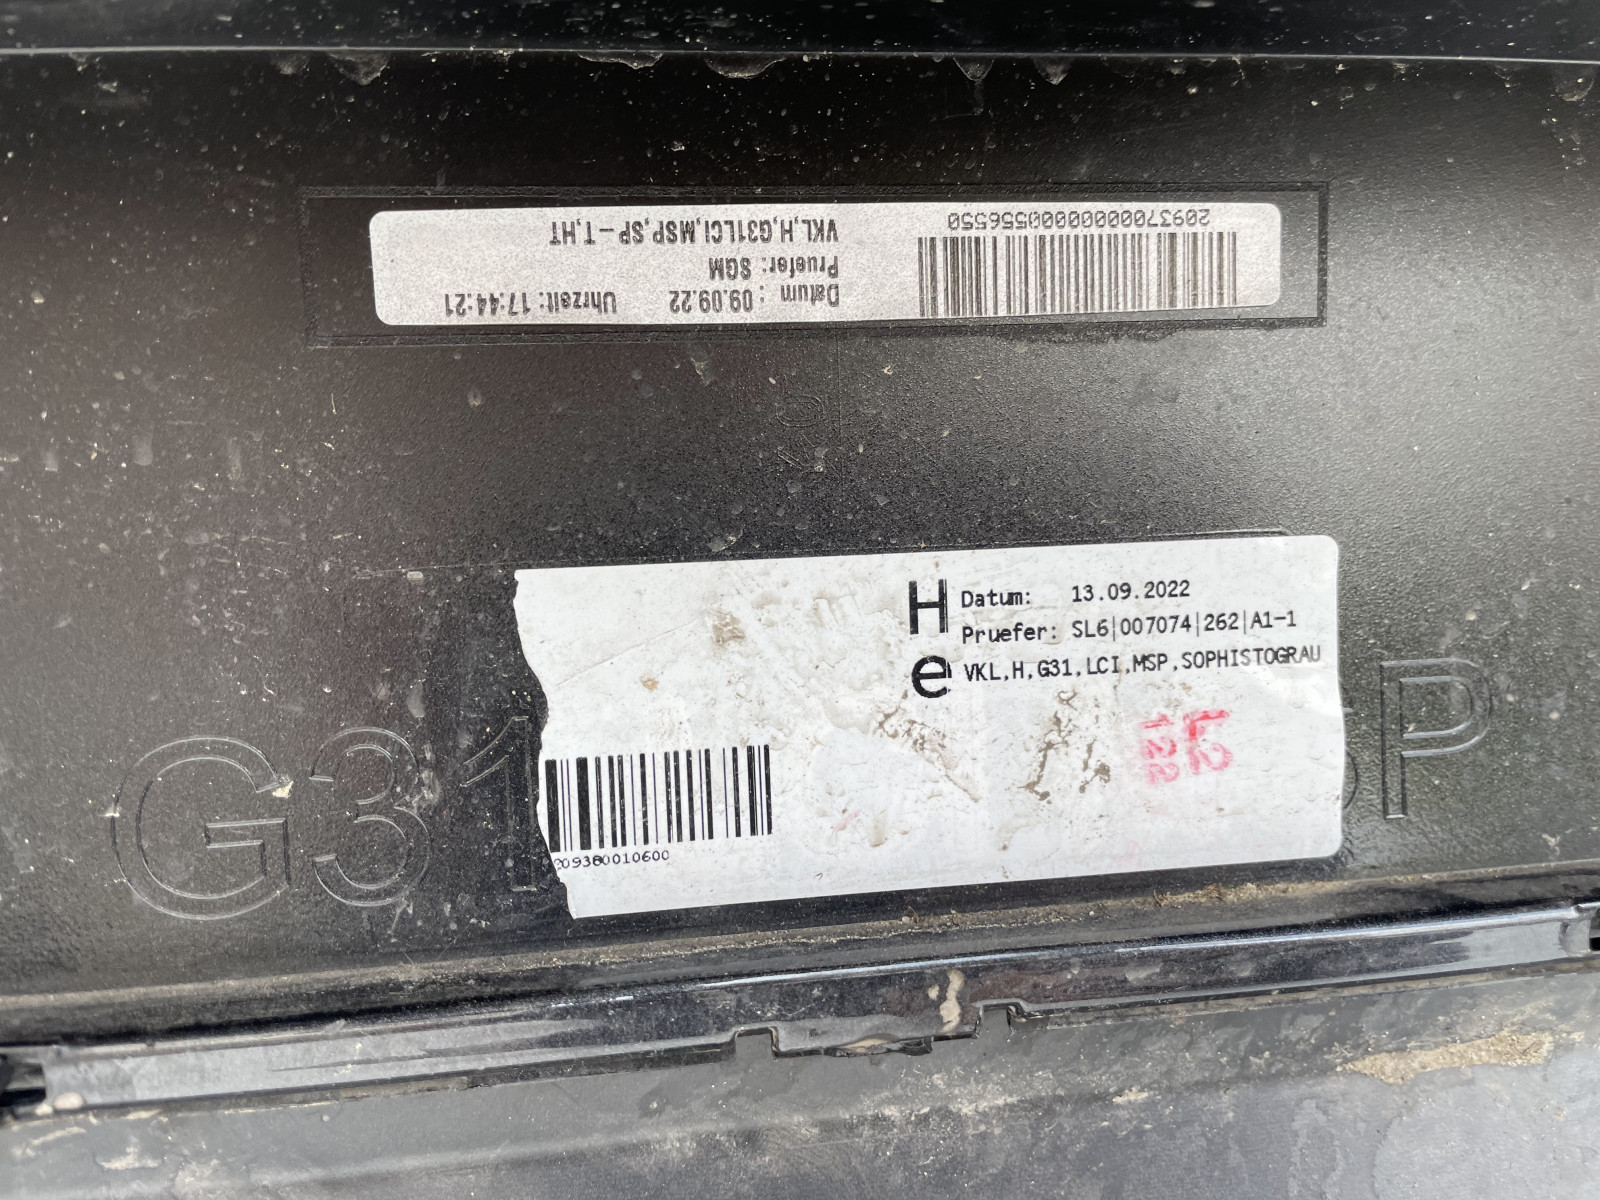 209370000000000556550
VKL,H,G31LCI,MSP,SP-T,HT
Pruefer: SGM
Datum : 09.09.22 Uhrzeit: 17:44:21
H Datum: 13.09.2022
Pruefer: SL6|007074|262|A1-1
e VKL,H,G31,LCI,MSP,SOPHISTOGRAU
209380010600
G31
SP